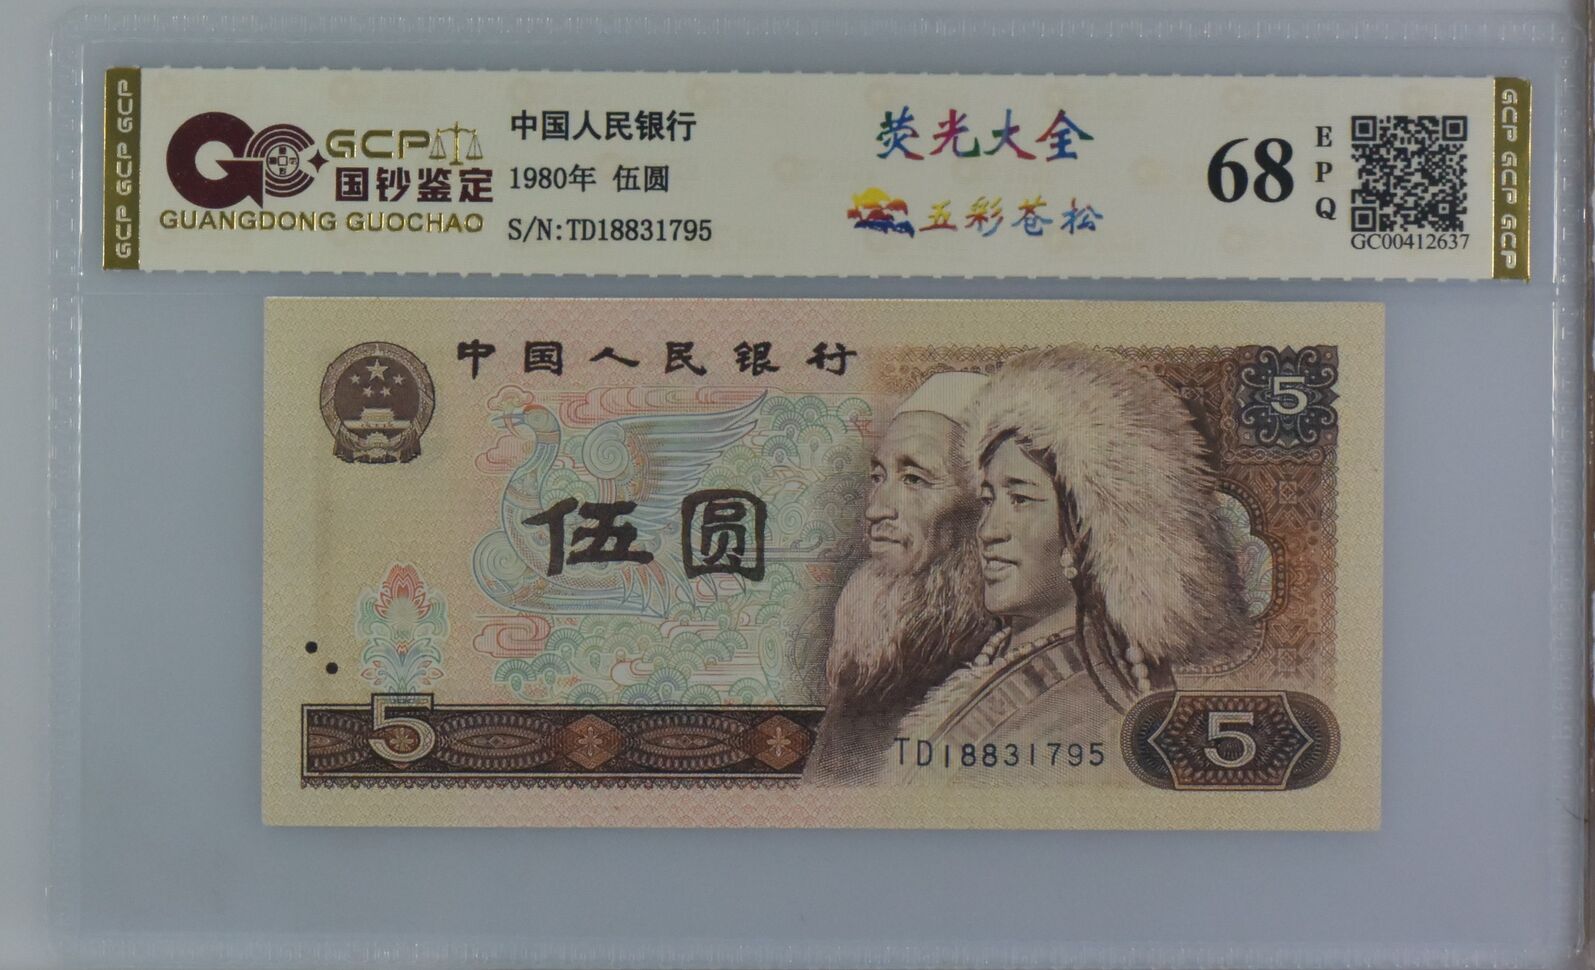 GCP GCP GCP
GCP
国钞鉴定
GUANGDONG GUOCHAO
中国人民银行
1980年 伍圆
S/N:TD18831795
荧光大全
五彩苍松
68
EPQ
GC00412637
GCP GCP GCP
中国人民银行
5
伍圆
5
TD18831795
5